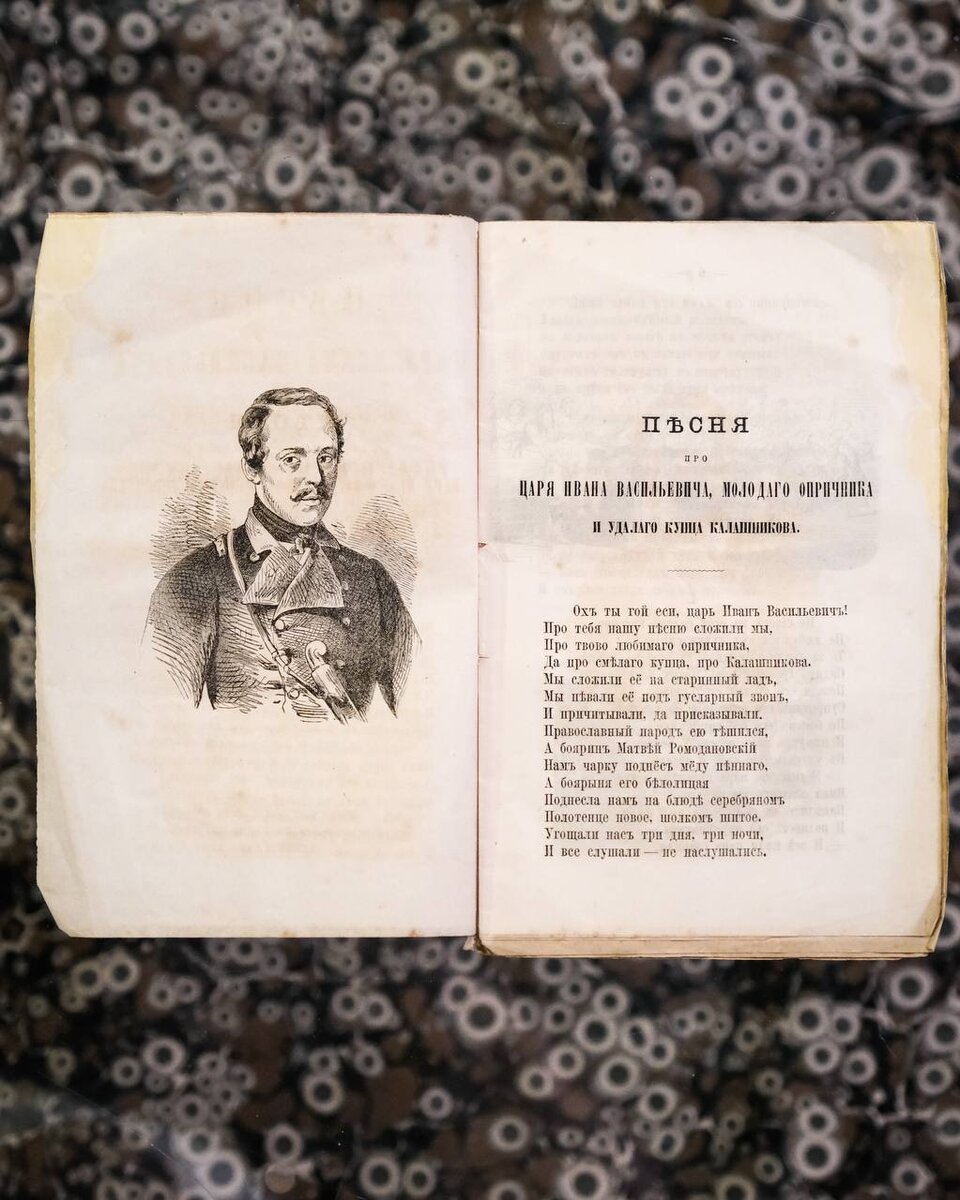 ПѢСНЯ
ПРО
ЦАРЯ ИВАНА ВАСИЛЬЕВИЧА, МОЛОДАГО ОПРИЧНИКА
И УДАЛАГО КУПЦА КАЛАШНИКОВА.
Охъ ты гой еси, царь Иванъ Васильевичъ!
Про тебя нашу пѣсню сложили мы,
Про твово любимаго опричника,
Да про смѣлаго купца, про Калашникова.
Мы сложили её на старинный ладъ,
Мы пѣвали её подъ гуслярный звонъ,
И причитывали, да присказывали.
Православный народъ ею тѣшился,
А бояринъ Матвѣй Ромодановскій
Намъ чарку поднёсъ мёду пѣннаго,
А боярыня его бѣлолицая
Поднесла намъ на блюдѣ серебряномъ
Полотенце новое, шолкомъ шитое.
Угощали насъ три дня, три ночи,
И все слушали — не наслушались.